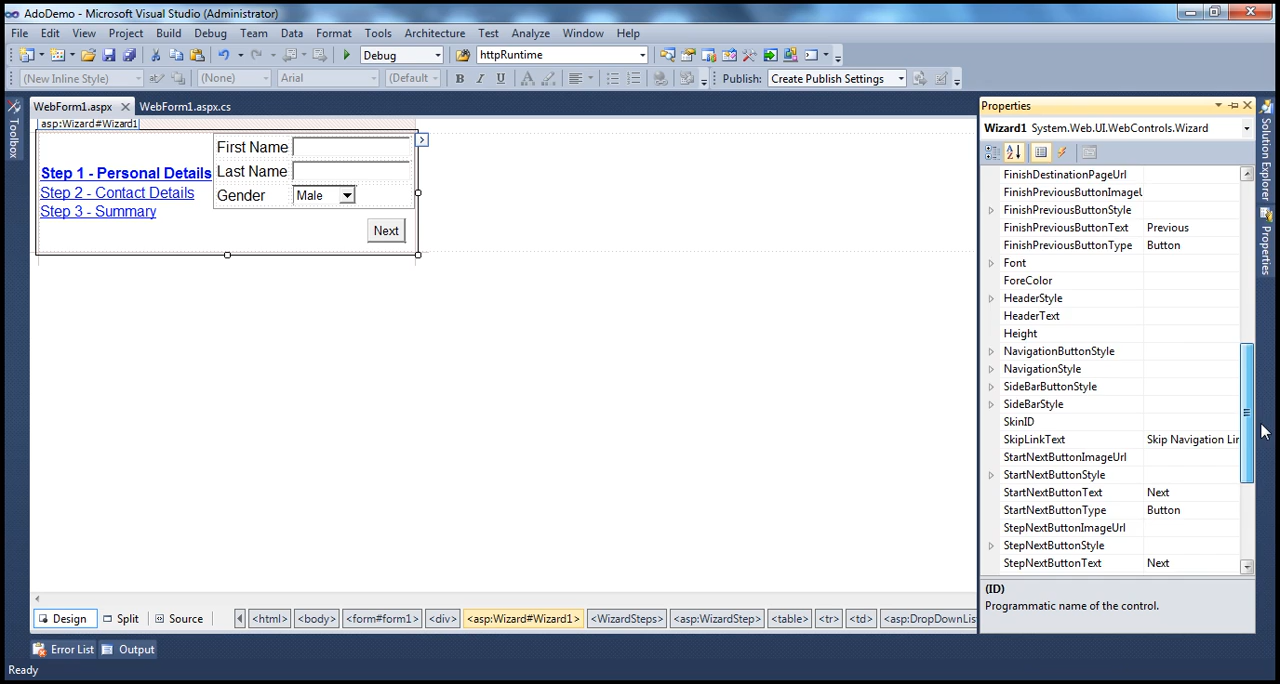 AdoDemo - Microsoft Visual Studio (Administrator)
File Edit View Project Build Debug Team Data Format Tools Architecture Test Analyze Window Help
Debug httpRuntime
(New Inline Style) (None) Arial (Default B I U A Publish: Create Publish Settings
WebForm1.aspx WebForm1.aspx.cs
Toolbox
asp:Wizard#Wizard1
First Name
Last Name
Gender Male
Step 1 - Personal Details
Step 2 - Contact Details
Step 3 - Summary
Next
Properties
Wizard1 System.Web.UI.WebControls.Wizard
FinishDestinationPageUrl
FinishPreviousButtonImageU
FinishPreviousButtonStyle
FinishPreviousButtonText Previous
FinishPreviousButtonType Button
Font
ForeColor
HeaderStyle
HeaderText
Height
NavigationButtonStyle
NavigationStyle
SideBarButtonStyle
SideBarStyle
SkinID
SkipLinkText Skip Navigation Lin
StartNextButtonImageUrl
StartNextButtonStyle
StartNextButtonText Next
StartNextButtonType Button
StepNextButtonImageUrl
StepNextButtonStyle
StepNextButtonText Next
(ID)
Programmatic name of the control.
Solution Explorer
Properties
Design Split Source <html> <body> <form#form1> <div> <asp:Wizard#Wizard1> <WizardSteps> <asp:WizardStep> <table> <tr> <td> <asp:DropDownLis
Error List Output
Ready